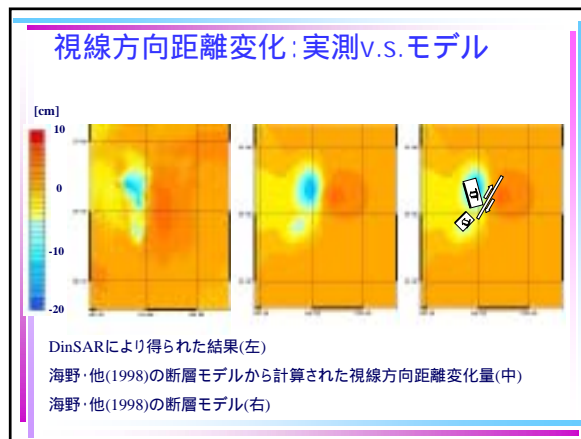 視線方向距離変化:実測v.s.モデル
[cm]
10
0
-10
-20
DinSARにより得られた結果(左)
海野・他(1998)の断層モデルから計算された視線方向距離変化量(中)
海野・他(1998)の断層モデル(右)